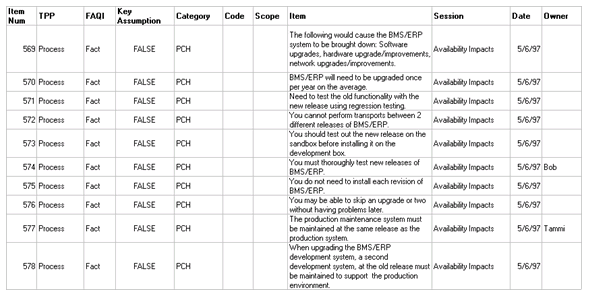 Item Num TPP FAQI Key Assumption Category Code Scope Item Session Date Owner
569 Process Fact FALSE PCH The following would cause the BMS/ERP system to be brought down: Software upgrades, hardware upgrade/improvements, network upgrades/improvements. Availability Impacts 5/6/97
570 Process Fact FALSE PCH BMS/ERP will need to be upgraded once per year on the average. Availability Impacts 5/6/97
571 Process Fact FALSE PCH Need to test the old functionality with the new release using regression testing. Availability Impacts 5/6/97
572 Process Fact FALSE PCH You cannot perform transports between 2 different releases of BMS/ERP. Availability Impacts 5/6/97
573 Process Fact FALSE PCH You should test out the new release on the sandbox before installing it on the development box. Availability Impacts 5/6/97
574 Process Fact FALSE PCH You must thoroughly test new releases of BMS/ERP. Availability Impacts 5/6/97 Bob
575 Process Fact FALSE PCH You do not need to install each revision of BMS/ERP. Availability Impacts 5/6/97
576 Process Fact FALSE PCH You may be able to skip an upgrade or two without having problems later. Availability Impacts 5/6/97
577 Process Fact FALSE PCH The production maintenance system must be maintained at the same release as the production system. Availability Impacts 5/6/97 Tammi
578 Process Fact FALSE PCH When upgrading the BMS/ERP development system, a second development system, at the old release must be maintained to support the production environment. Availability Impacts 5/6/97